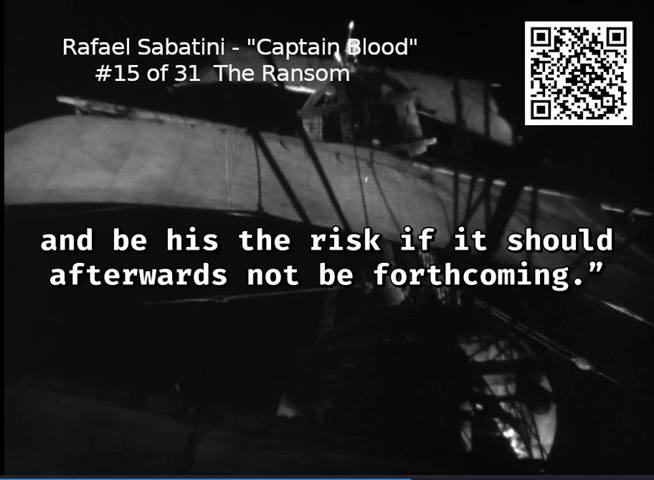 Rafael Sabatini - "Captain Blood"
#15 of 31  The Ransom
and be his the risk if it should
afterwards not be forthcoming.”